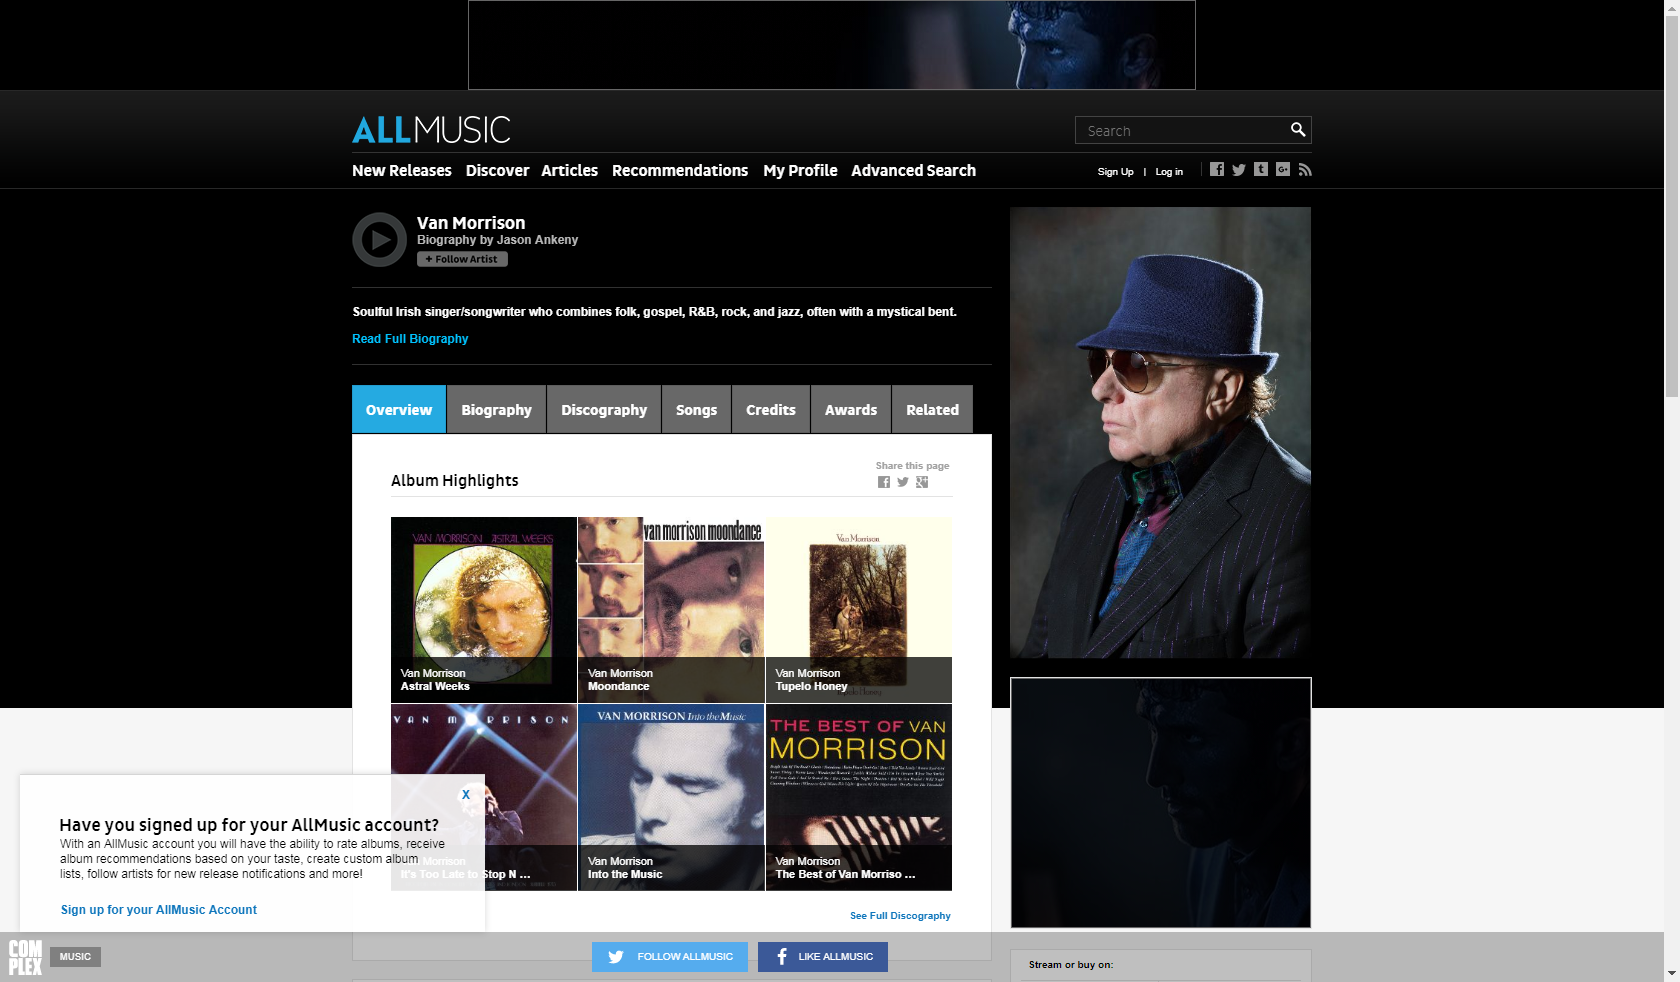 ALLMUSIC
Search
New Releases Discover Articles Recommendations My Profile Advanced Search
Sign Up | Log in
Van Morrison
Biography by Jason Ankeny
+ Follow Artist
Soulful Irish singer/songwriter who combines folk, gospel, R&B, rock, and jazz, often with a mystical bent.
Read Full Biography
Overview Biography Discography Songs Credits Awards Related
Share this page
Album Highlights
VAN MORRISON ASTRAL WEEKS
van morrison moondance
Van Morrison
Tupelo Honey
Van Morrison
Astral Weeks
Van Morrison
Moondance
Van Morrison
Tupelo Honey
VAN MORRISON
VAN MORRISON Into the Music
THE BEST OF VAN
MORRISON
Van Morrison
It's Too Late to Stop N ...
Van Morrison
Into the Music
Van Morrison
The Best of Van Morriso ...
See Full Discography
X
Have you signed up for your AllMusic account?
With an AllMusic account you will have the ability to rate albums, receive
album recommendations based on your taste, create custom album
lists, follow artists for new release notifications and more!
Sign up for your AllMusic Account
COM
PLEX
MUSIC
FOLLOW ALLMUSIC
LIKE ALLMUSIC
Stream or buy on: